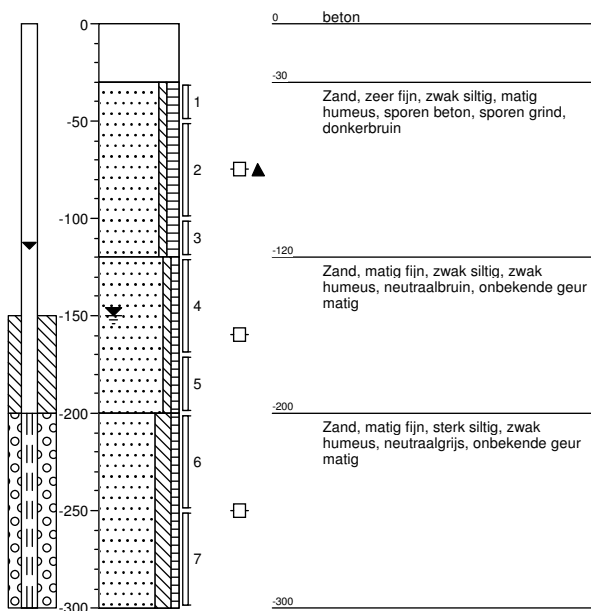 0
-50
-100
-150
-200
-250
-300
1
2
3
4
5
6
7
0 beton
-30
Zand, zeer fijn, zwak siltig, matig
humeus, sporen beton, sporen grind,
donkerbruin
-120
Zand, matig fijn, zwak siltig, zwak
humeus, neutraalbruin, onbekende geur
matig
-200
Zand, matig fijn, sterk siltig, zwak
humeus, neutraalgrijs, onbekende geur
matig
-300